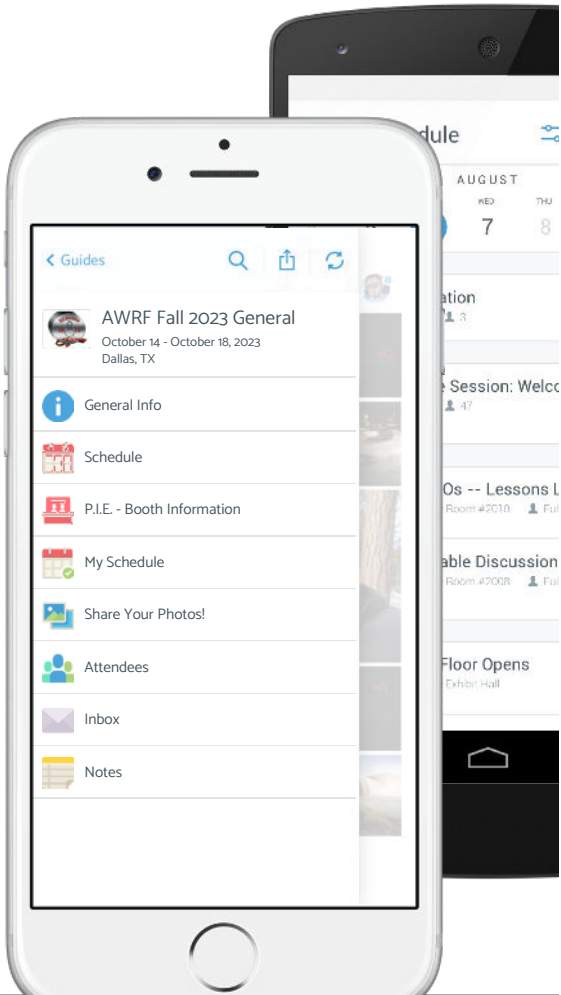 Guides
AWRF Fall 2023 General
October 14 - October 18, 2023
Dallas, TX
General Info
Schedule
P.I.E. - Booth Information
My Schedule
Share Your Photos!
Attendees
Inbox
Notes
dule
AUGUST
WED THU
7 8
ation
3
Session: Welco
47
Os -- Lessons L
Room #2010 Ful
able Discussion
Room #2008 Ful
Floor Opens
Exhibit Hall